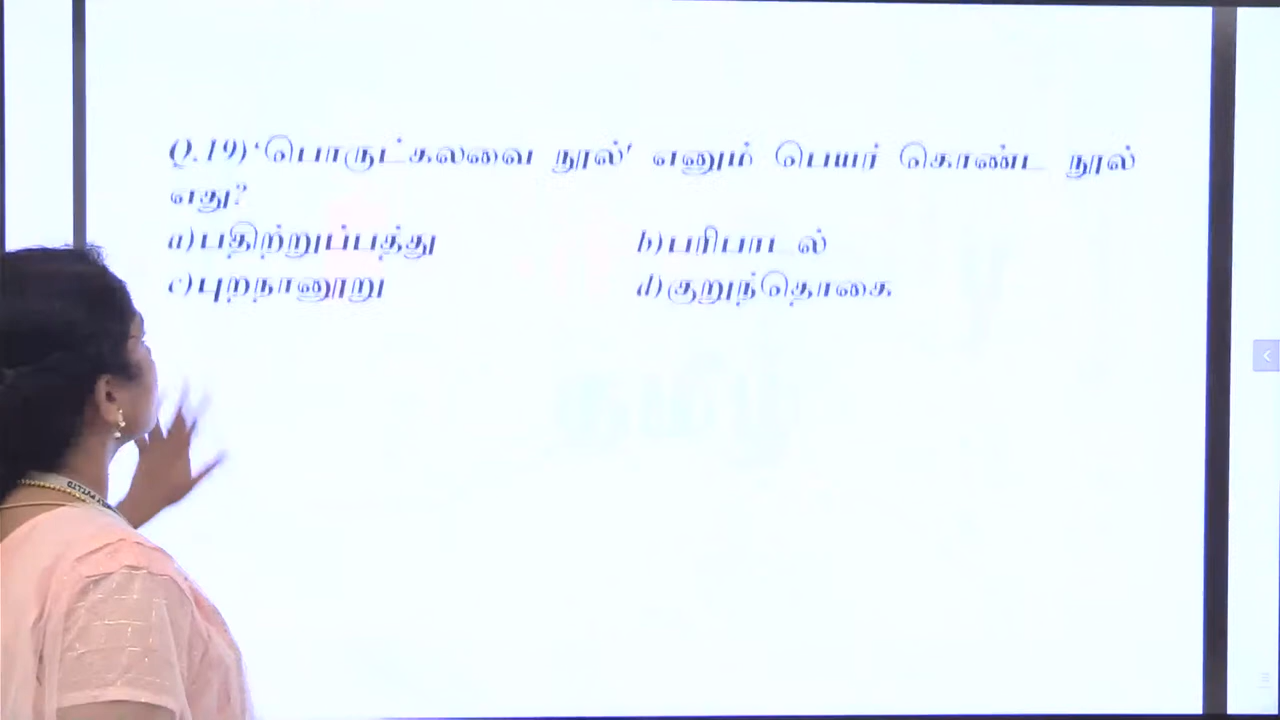 Q.19)‘பொருட்கலவை நூல்’ எனும் பெயர் கொண்ட நூல்
எது?
a)பதிற்றுப்பத்து b)பரிபாடல்
c)புறநானூறு d)குறுந்தொகை